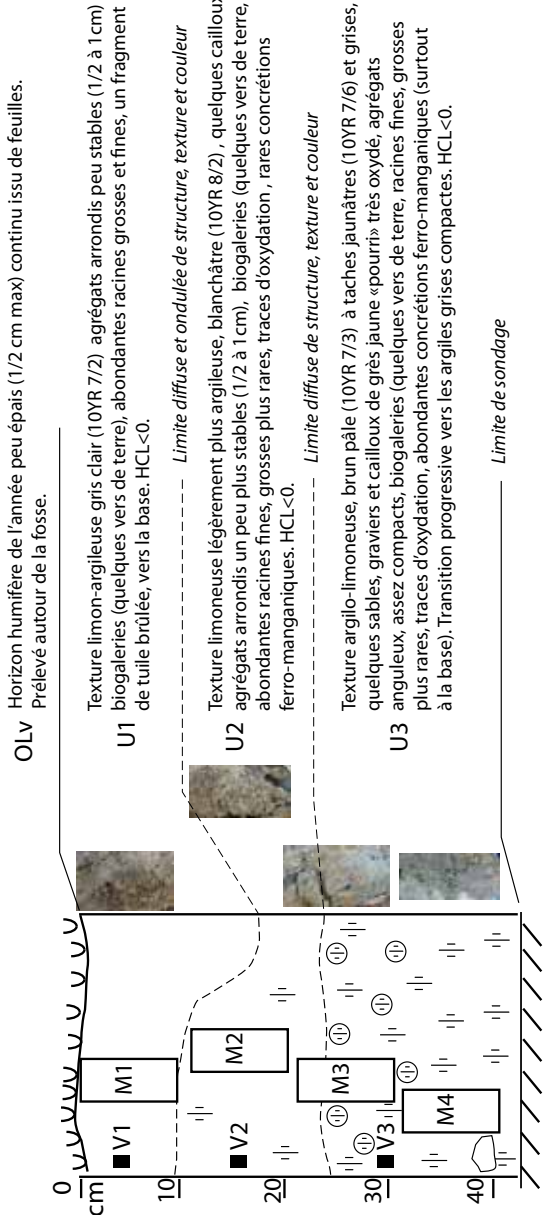 OLv
Horizon humifère de l'année peu épais (1/2 cm max) continu issu de feuilles.
Prélevé autour de la fosse.
U1
Texture limon-argileuse gris clair (10YR 7/2) agrégats arrondis peu stables (1/2 à 1cm)
biogaleries (quelques vers de terre), abondantes racines grosses et fines, un fragment
de tuile brûlée, vers la base. HCL<0.
Limite diffuse et ondulée de structure, texture et couleur
U2
Texture limoneuse légèrement plus argileuse, blanchâtre (10YR 8/2) , quelques cailloux
agrégats arrondis un peu plus stables (1/2 à 1cm), biogaleries (quelques vers de terre,
abondantes racines fines, grosses plus rares, traces d'oxydation , rares concrétions
ferro-manganiques. HCL<0.
Limite diffuse de structure, texture et couleur
U3
Texture argilo-limoneuse, brun pâle (10YR 7/3) à taches jaunâtres (10YR 7/6) et grises,
quelques sables, graviers et cailloux de grès jaune «pourri» très oxydé, agrégats
anguleux, assez compacts, biogaleries (quelques vers de terre, racines fines, grosses
plus rares, traces d'oxydation, abondantes concrétions ferro-manganiques (surtout
à la base). Transition progressive vers les argiles grises compactes. HCL<0.
Limite de sondage
0
cm
10
20
30
40
V1
V2
V3
M1
M2
M3
M4